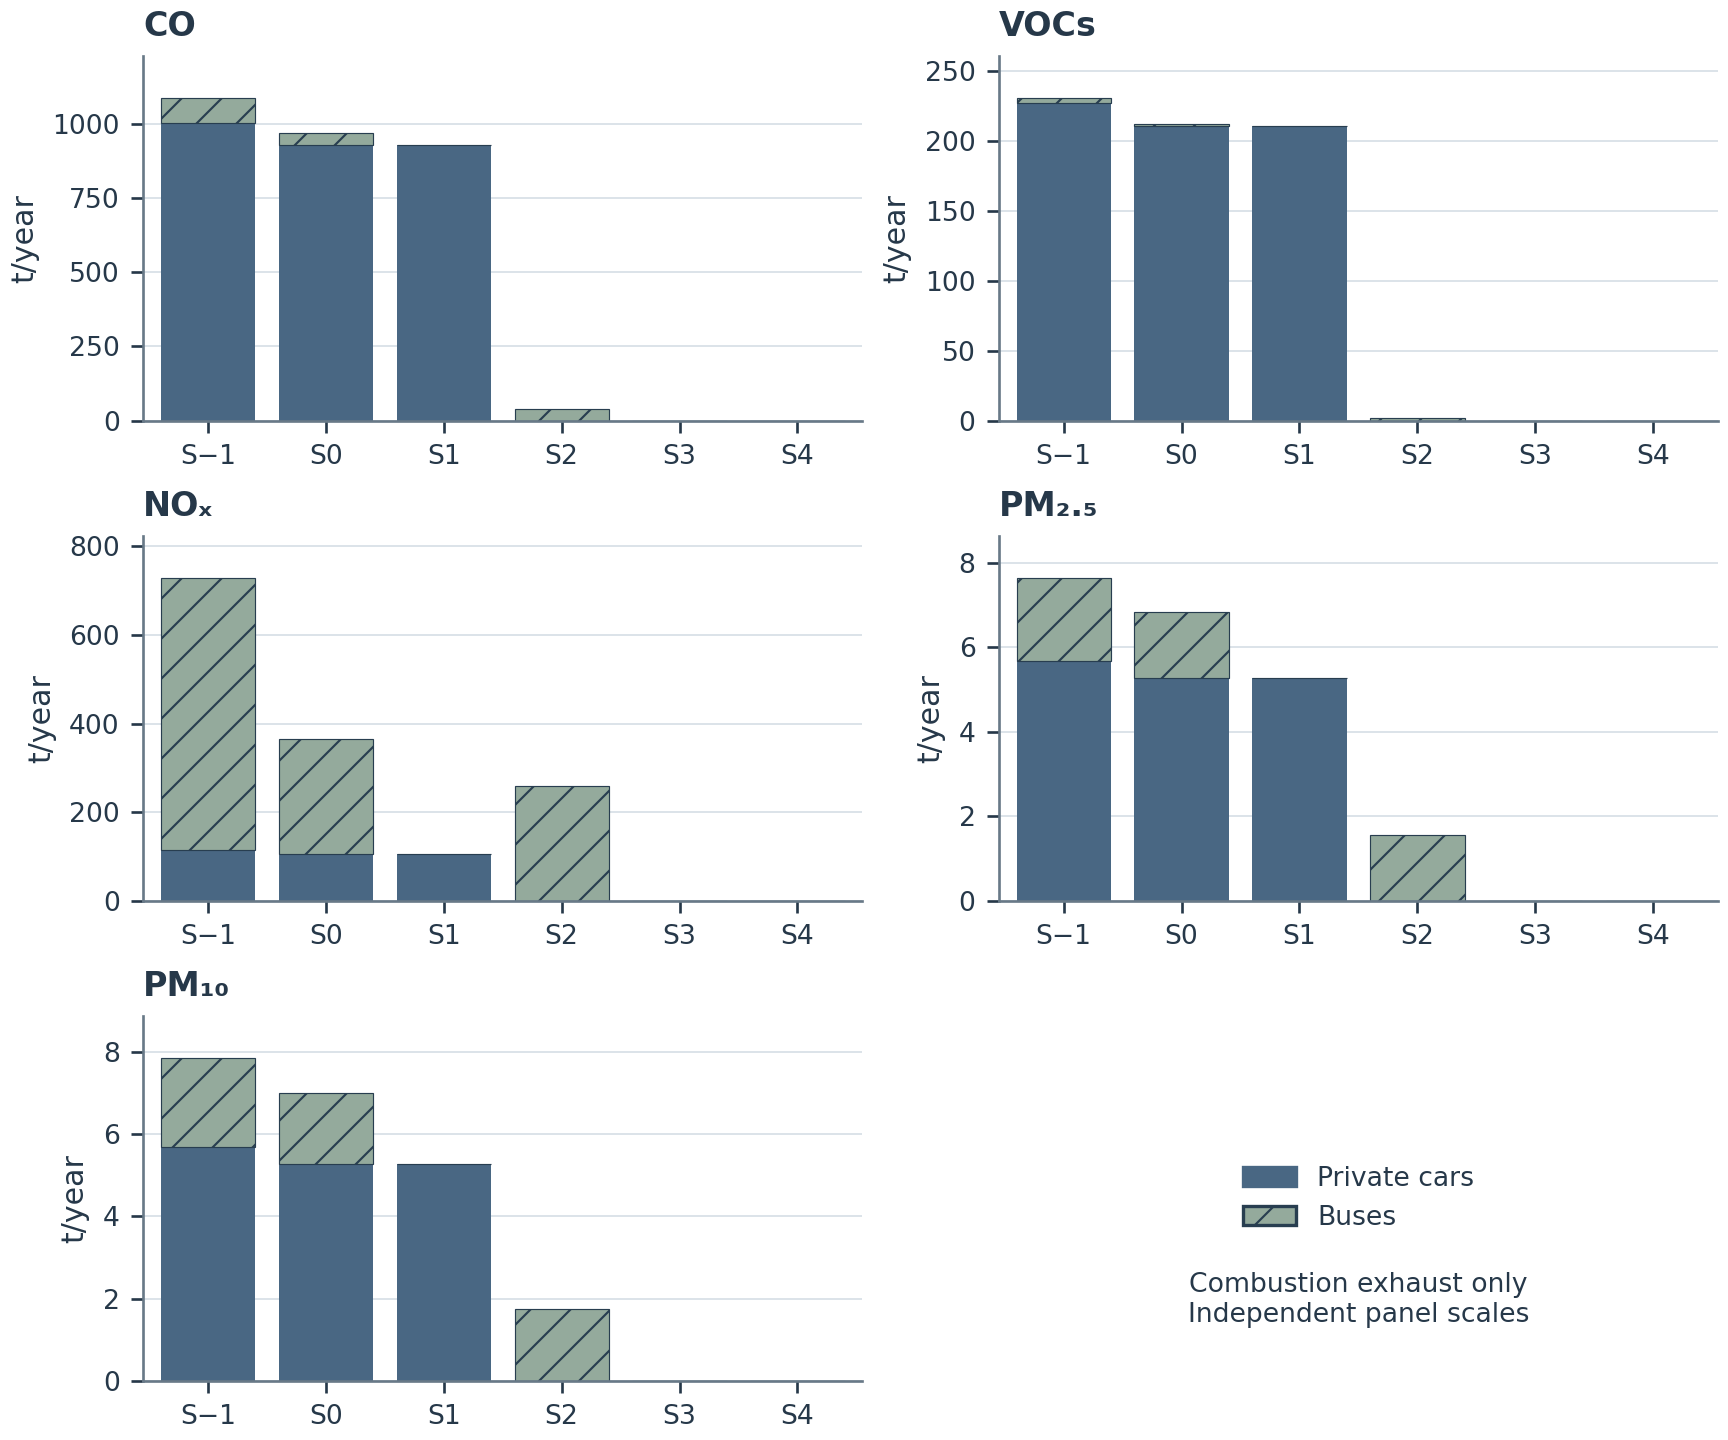 CO
1000
750
500
250
0
t/year
S−1 S0 S1 S2 S3 S4
VOCs
250
200
150
100
50
0
t/year
S−1 S0 S1 S2 S3 S4
NOₓ
800
600
400
200
0
t/year
S−1 S0 S1 S2 S3 S4
PM₂.₅
8
6
4
2
0
t/year
S−1 S0 S1 S2 S3 S4
PM₁₀
8
6
4
2
0
t/year
S−1 S0 S1 S2 S3 S4
Private cars
Buses
Combustion exhaust only
Independent panel scales